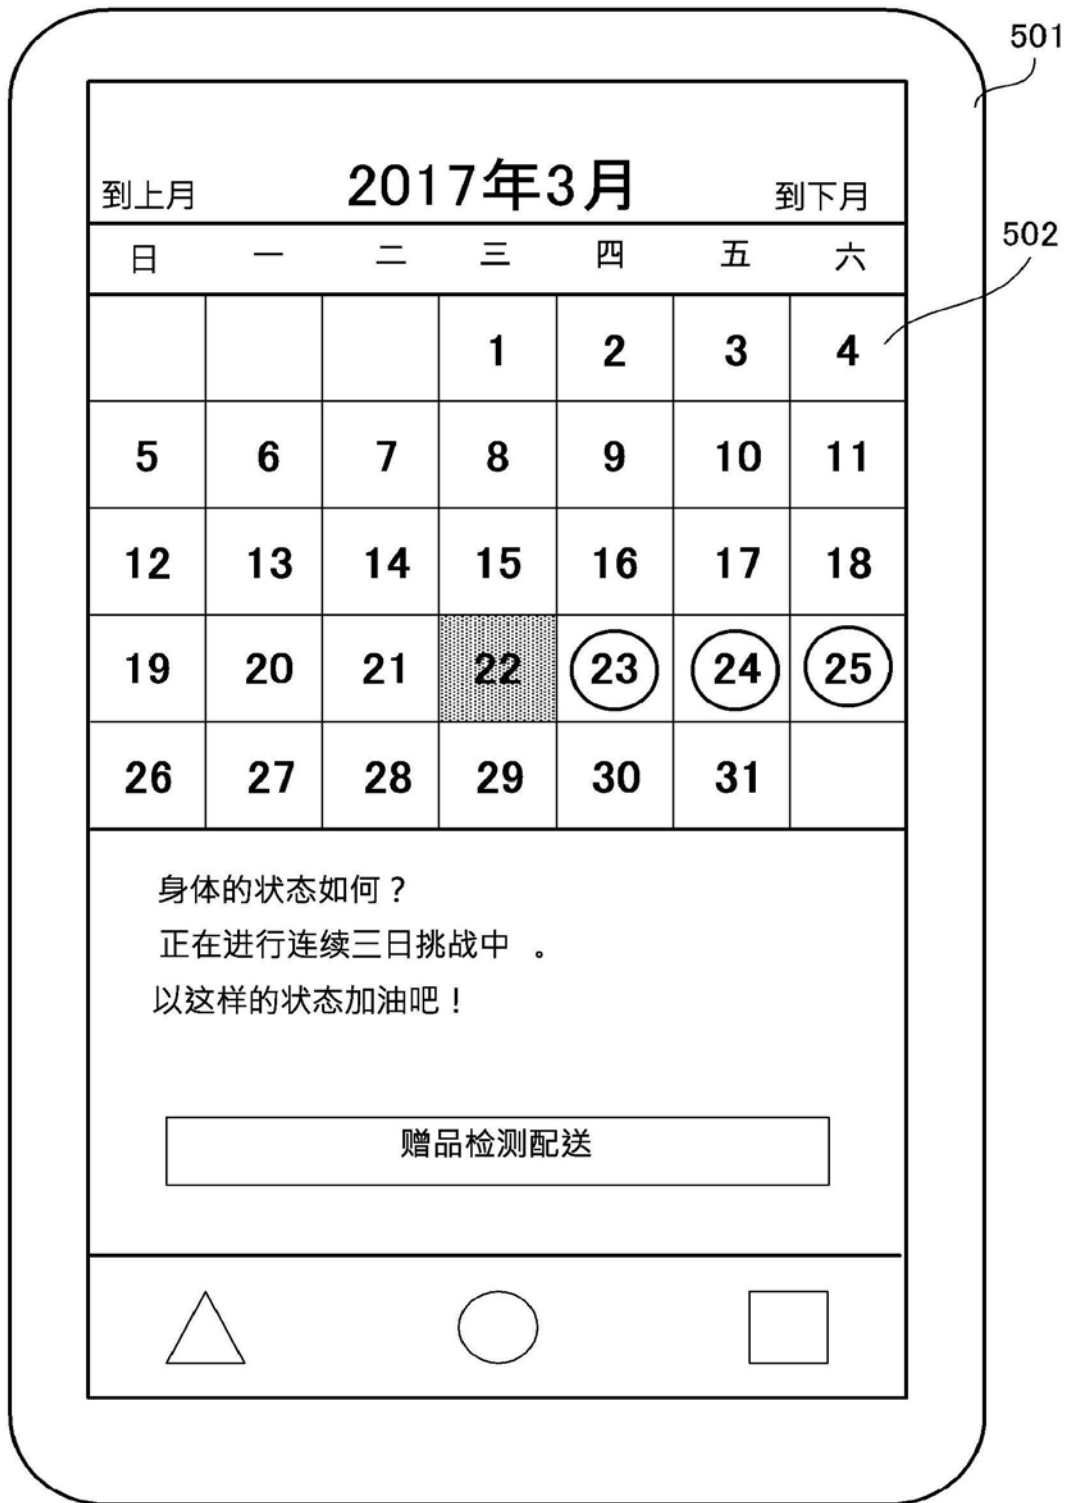 501
到上月 2017年3月 到下月
502
日 一 二 三 四 五 六
1 2 3 4
5 6 7 8 9 10 11
12 13 14 15 16 17 18
19 20 21 22 23 24 25
26 27 28 29 30 31
身体的状态如何？
正在进行连续三日挑战中 。
以这样的状态加油吧！
赠品检测配送